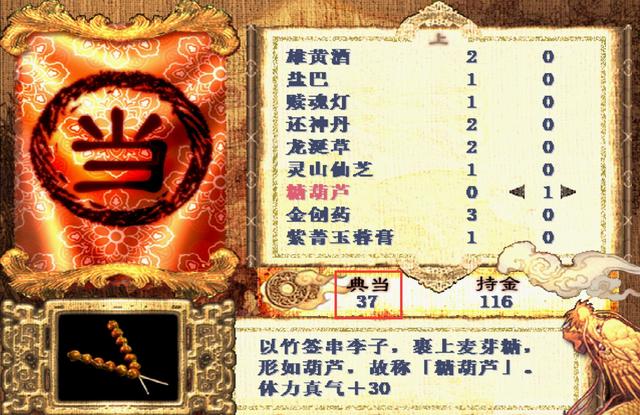 当
上
雄黄酒 2 0
盐巴 1 0
赎魂灯 1 0
还神丹 2 0
龙涎草 2 0
灵山仙芝 1 0
糖葫芦 0 1
金创药 3 0
紫菁玉蓉膏 1 0
典当 持金
37 116
以竹签串李子，裹上麦芽糖，
形如葫芦，故称「糖葫芦」。
体力真气+30